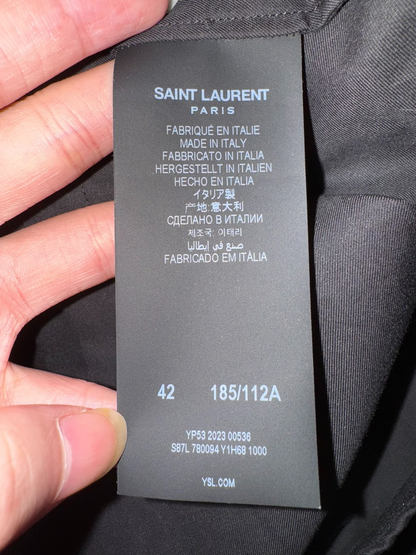 SAINT LAURENT
PARIS
FABRIQUÉ EN ITALIE
MADE IN ITALY
FABBRICATO IN ITALIA
HERGESTELLT IN ITALIEN
HECHO EN ITALIA
イタリア製
产地:意大利
СДЕЛАНО В ИТАЛИИ
제조국: 이태리
صنع في إيطاليا
FABRICADO EM ITÀLIA
42 185/112A
YP53 2023 00536
S87L 780094 Y1H68 1000
YSL.COM